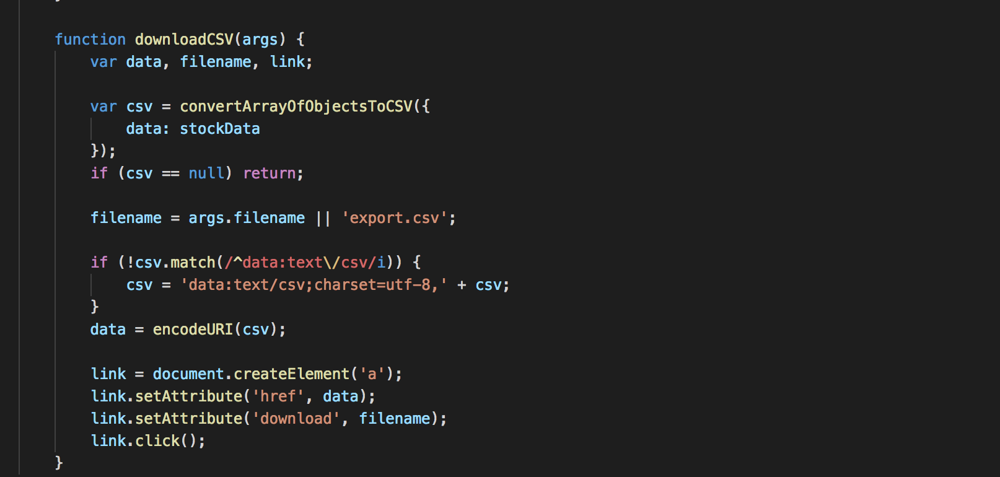 function downloadCSV(args) {
    var data, filename, link;

    var csv = convertArrayOfObjectsToCSV({
        data: stockData
    });
    if (csv == null) return;

    filename = args.filename || 'export.csv';

    if (!csv.match(/^data:text\/csv/i)) {
        csv = 'data:text/csv;charset=utf-8,' + csv;
    }
    data = encodeURI(csv);

    link = document.createElement('a');
    link.setAttribute('href', data);
    link.setAttribute('download', filename);
    link.click();
}